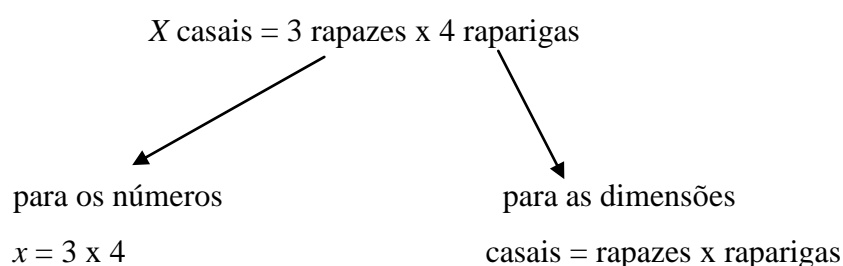 X casais = 3 rapazes x 4 raparigas
para os números para as dimensões
x = 3 x 4 casais = rapazes x raparigas